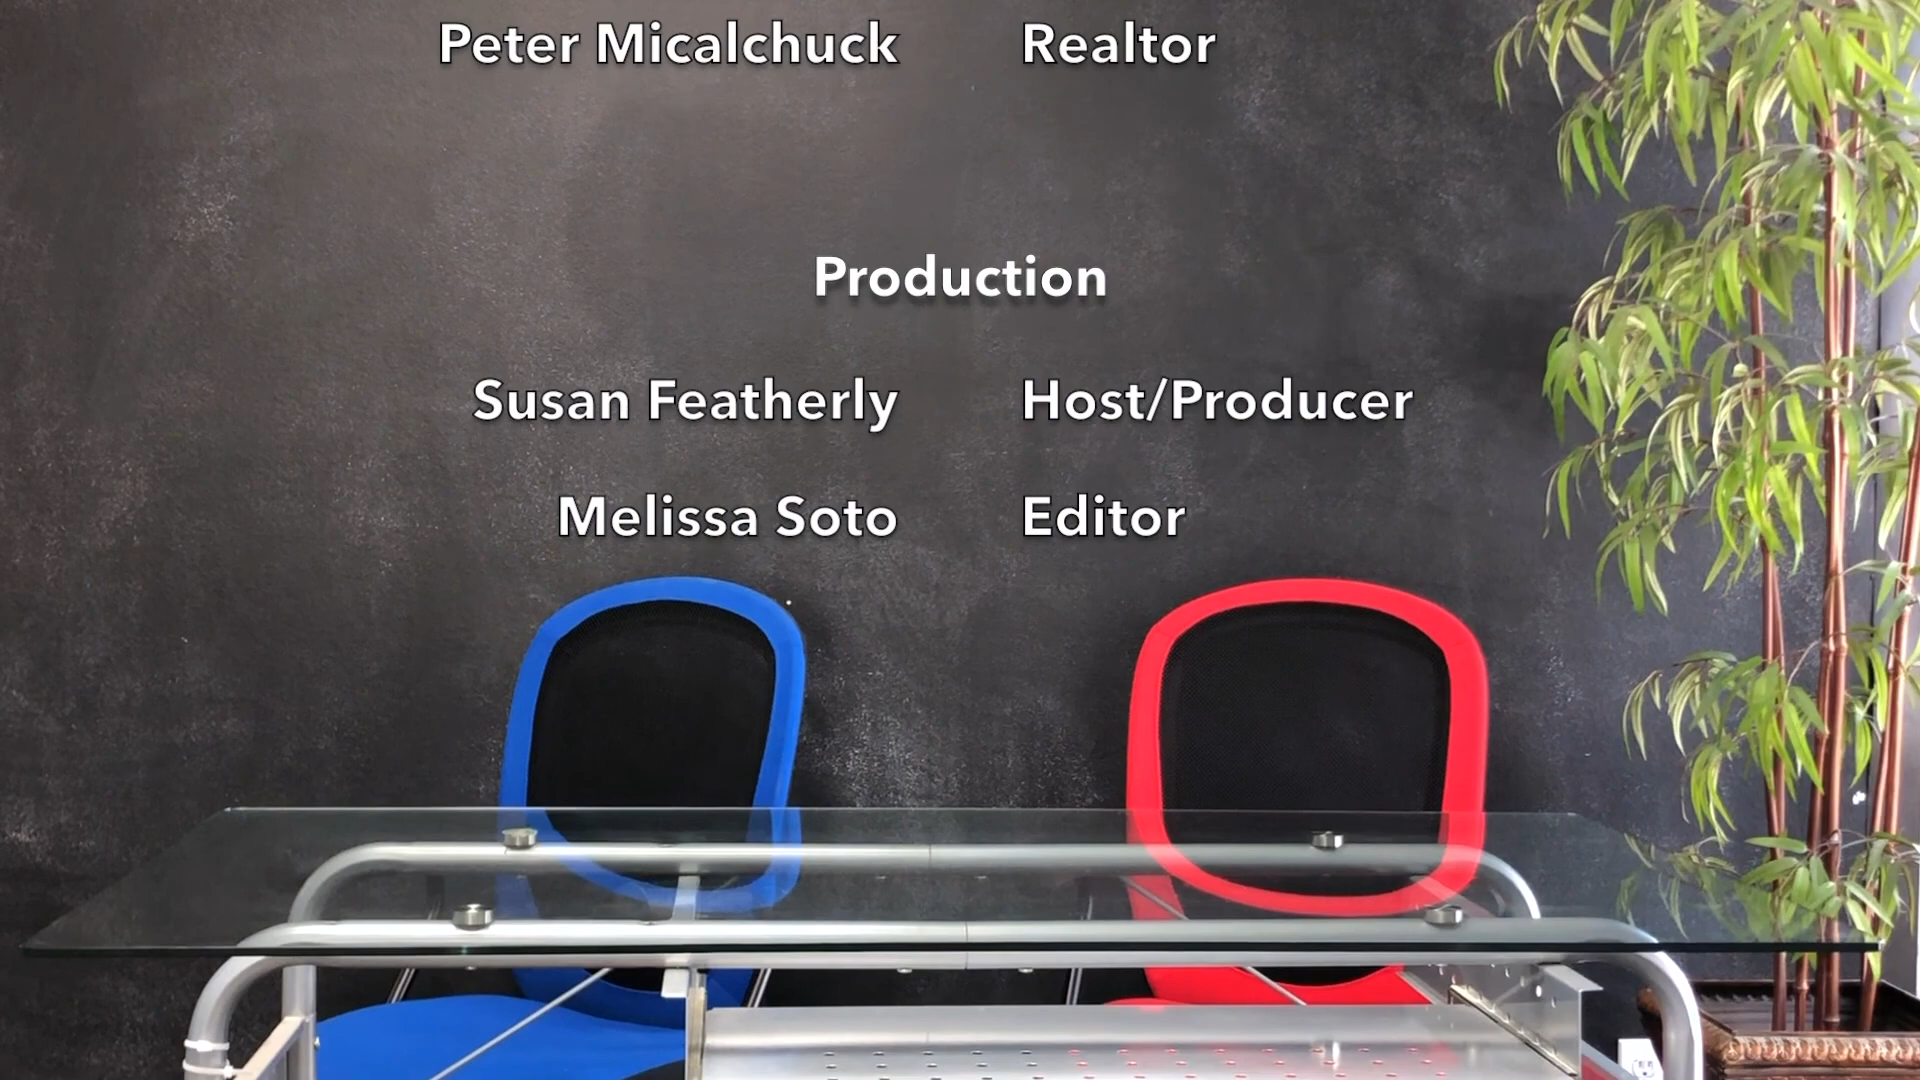 Peter Micalchuck Realtor
Production
Susan Featherly Host/Producer
Melissa Soto Editor